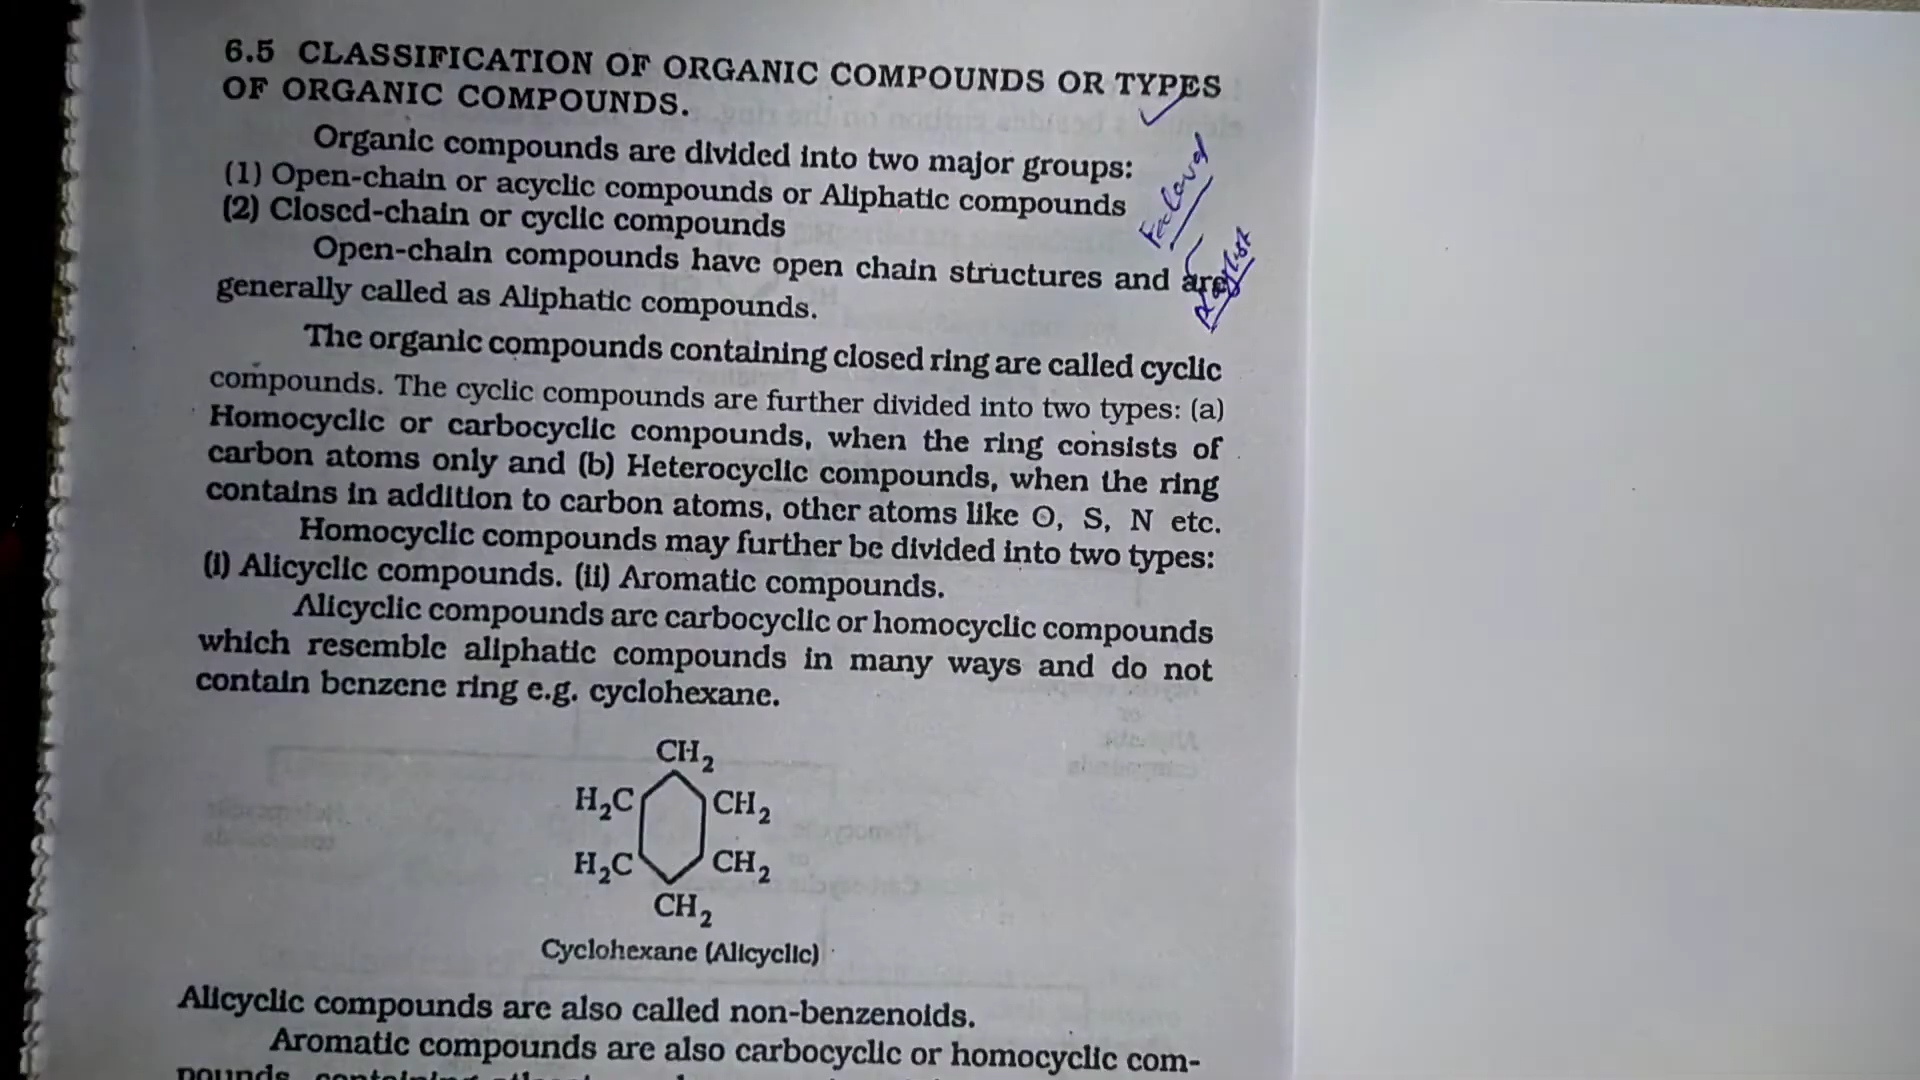 6.5 CLASSIFICATION OF ORGANIC COMPOUNDS OR TYPES
OF ORGANIC COMPOUNDS.
Organic compounds are divided into two major groups:
(1) Open-chain or acyclic compounds or Aliphatic compounds
(2) Closed-chain or cyclic compounds
Open-chain compounds have open chain structures and are
generally called as Aliphatic compounds.
The organic compounds containing closed ring are called cyclic
compounds. The cyclic compounds are further divided into two types: (a)
Homocyclic or carbocyclic compounds, when the ring consists of
carbon atoms only and (b) Heterocyclic compounds, when the ring
contains in addition to carbon atoms, other atoms like O, S, N etc.
Homocyclic compounds may further be divided into two types:
(i) Alicyclic compounds. (ii) Aromatic compounds.
Alicyclic compounds are carbocyclic or homocyclic compounds
which resemble aliphatic compounds in many ways and do not
contain benzene ring e.g. cyclohexane.
CH₂
H₂C CH₂
H₂C CH₂
CH₂
Cyclohexane (Alicyclic)
Alicyclic compounds are also called non-benzenoids.
Aromatic compounds are also carbocyclic or homocyclic com-